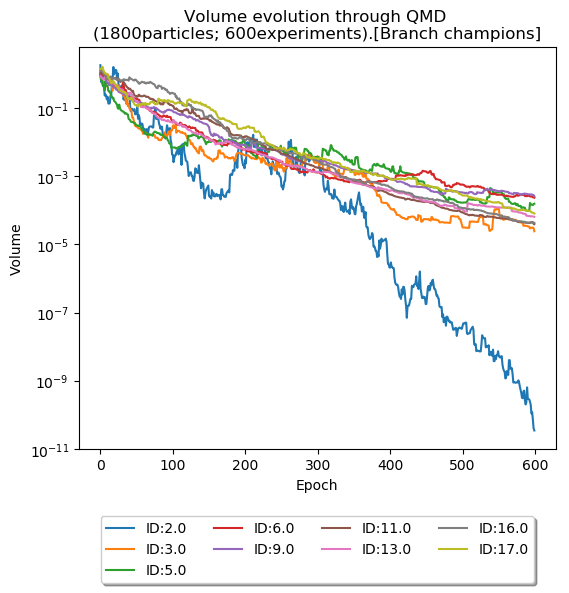 Volume evolution through QMD
(1800particles; 600experiments).[Branch champions]
10⁻¹
10⁻³
10⁻⁵
10⁻⁷
10⁻⁹
10⁻¹¹
Volume
0 100 200 300 400 500 600
Epoch
ID:2.0 ID:6.0 ID:11.0 ID:16.0
ID:3.0 ID:9.0 ID:13.0 ID:17.0
ID:5.0